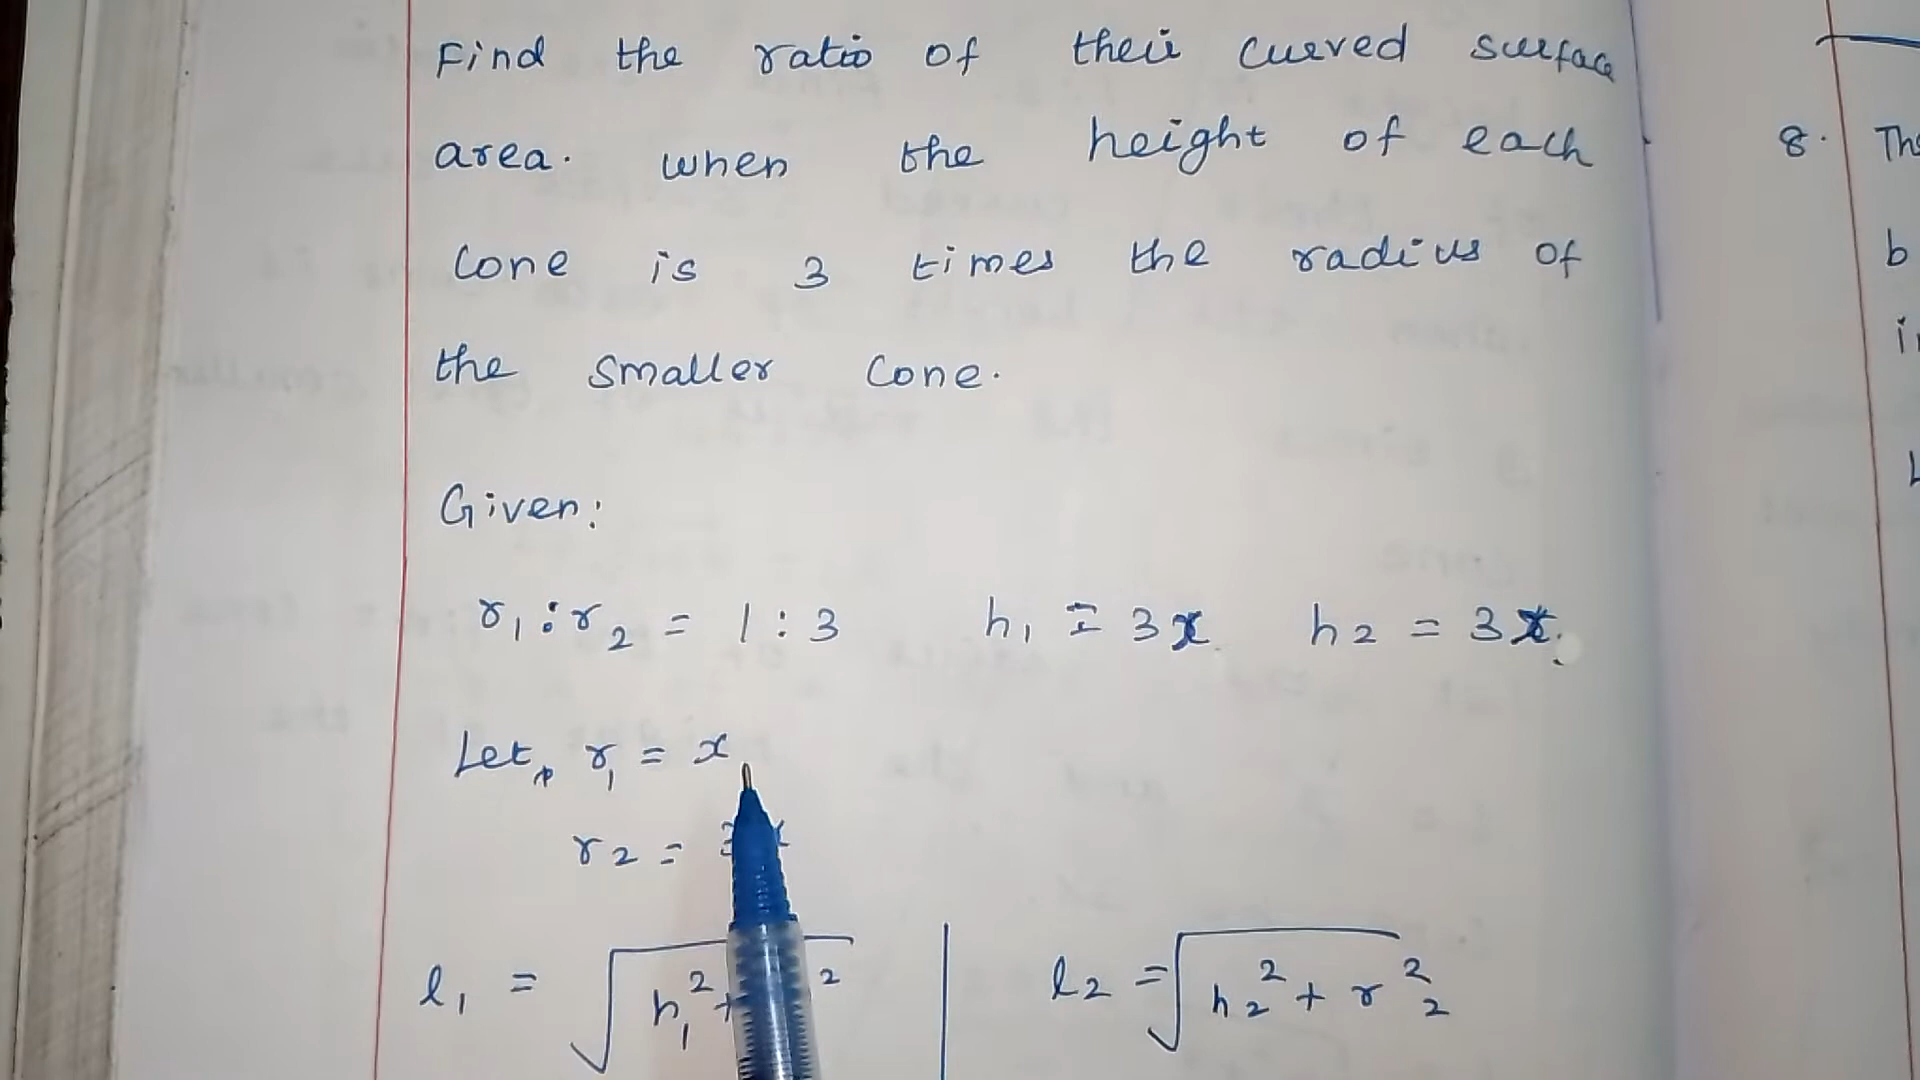 Find the ratio of their curved surface
area. when the height of each
cone is 3 times the radius of
the smaller cone.
Given:
r₁ : r₂ = 1 : 3 h₁ = 3x h₂ = 3x.
Let, r₁ = x
r₂ =
l₁ = √h₁² + ²
l₂ = √h₂² + r₂²
8.
b